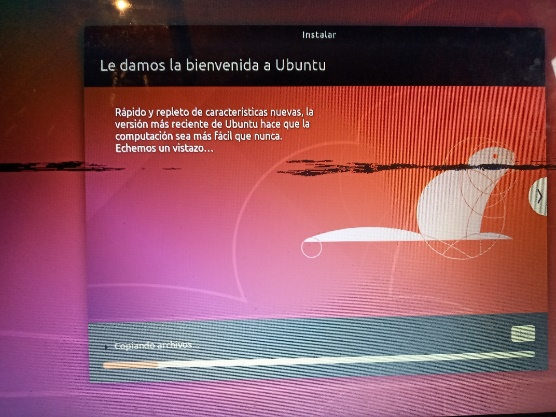 Instalar
Le damos la bienvenida a Ubuntu
Rápido y repleto de características nuevas, la
versión más reciente de Ubuntu hace que la
computación sea más fácil que nunca.
Echemos un vistazo...
Copiando archivos